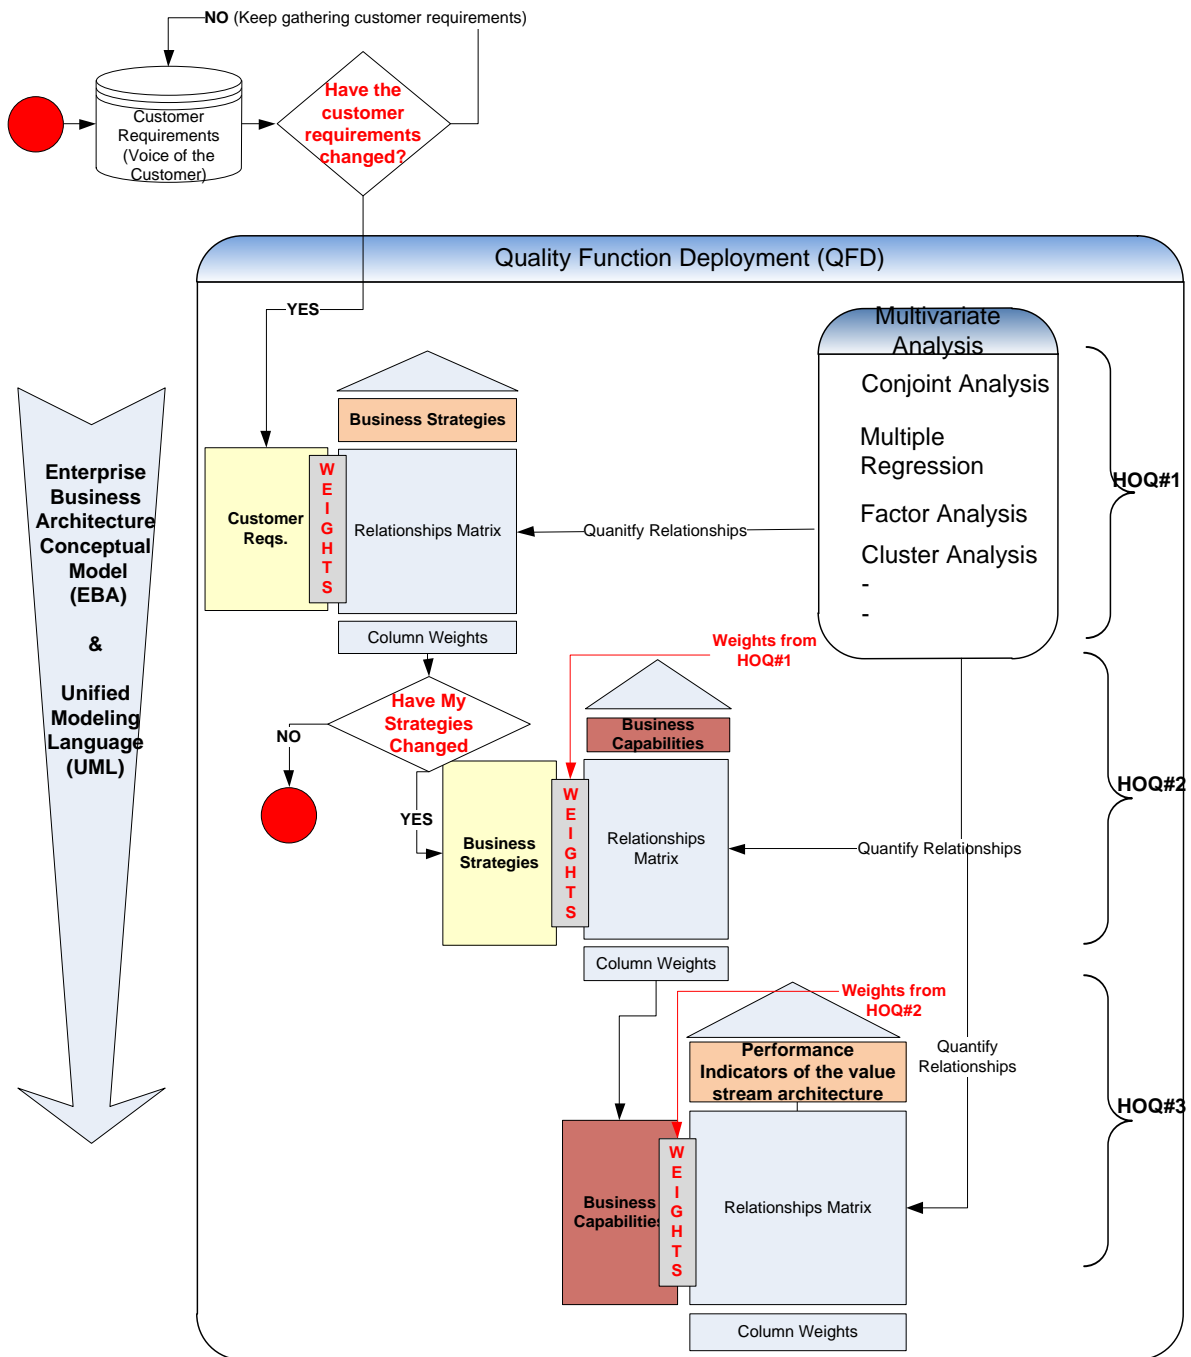 NO (Keep gathering customer requirements)
Customer
Requirements
(Voice of the
Customer)
Have the
customer
requirements
changed?
Quality Function Deployment (QFD)
YES
Multivariate
Analysis
Conjoint Analysis
Multiple
Regression
Factor Analysis
Cluster Analysis
-
-
HOQ#1
Business Strategies
Customer
Reqs.
W
E
I
G
H
T
S
Relationships Matrix
Quanitfy Relationships
Column Weights
Enterprise
Business
Architecture
Conceptual
Model
(EBA)
&
Unified
Modeling
Language
(UML)
Weights from
HOQ#1
Have My
Strategies
Changed
NO
YES
Business
Capabilities
Business
Strategies
W
E
I
G
H
T
S
Relationships
Matrix
Quantify Relationships
HOQ#2
Column Weights
Weights from
HOQ#2
Performance
Indicators of the value
stream architecture
Quantify
Relationships
HOQ#3
Business
Capabilities
W
E
I
G
H
T
S
Relationships Matrix
Column Weights